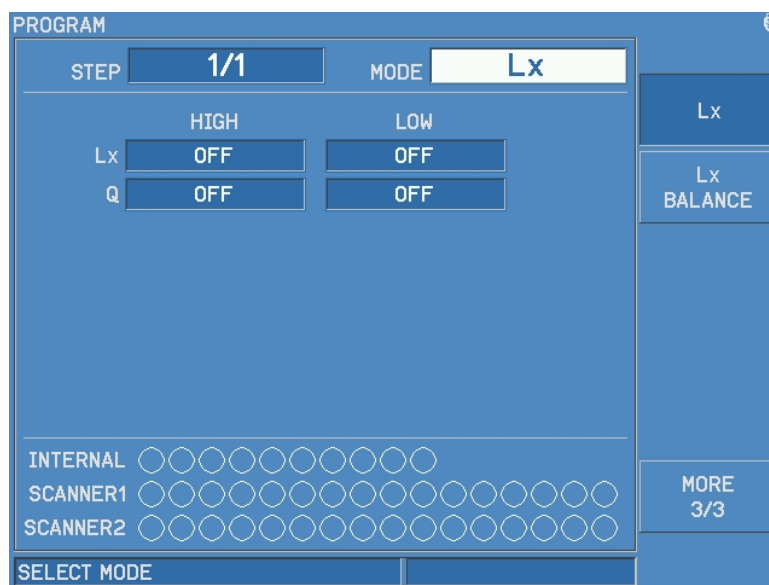 PROGRAM
STEP 1/1 MODE Lx
HIGH LOW
Lx OFF OFF
Q OFF OFF
INTERNAL
SCANNER1
SCANNER2
SELECT MODE
Lx
Lx
BALANCE
MORE
3/3